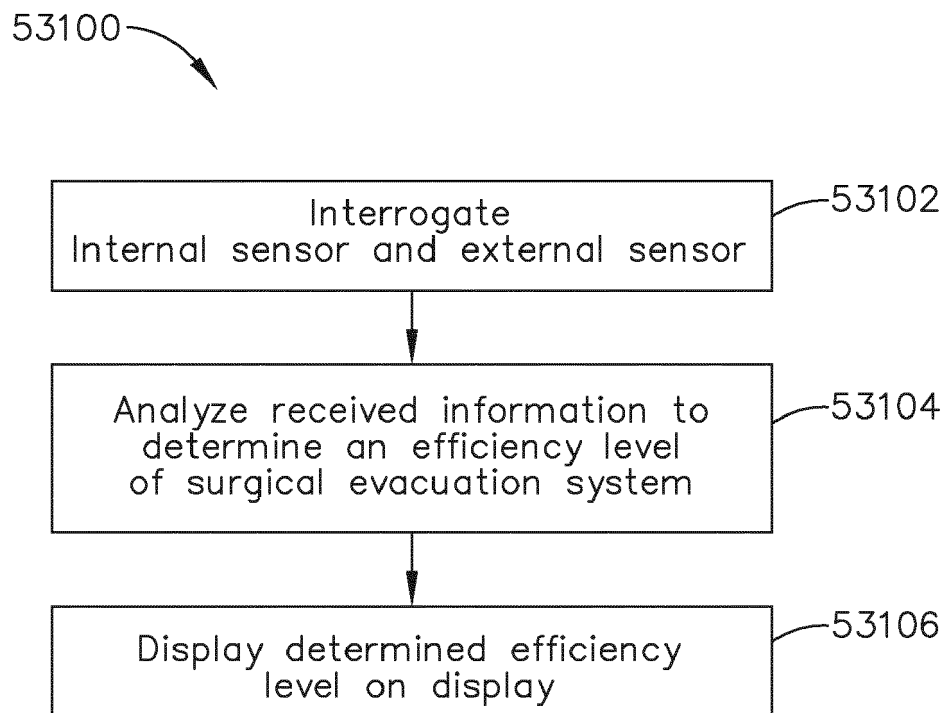 53100
Interrogate
Internal sensor and external sensor
53102
Analyze received information to
determine an efficiency level
of surgical evacuation system
53104
Display determined efficiency
level on display
53106